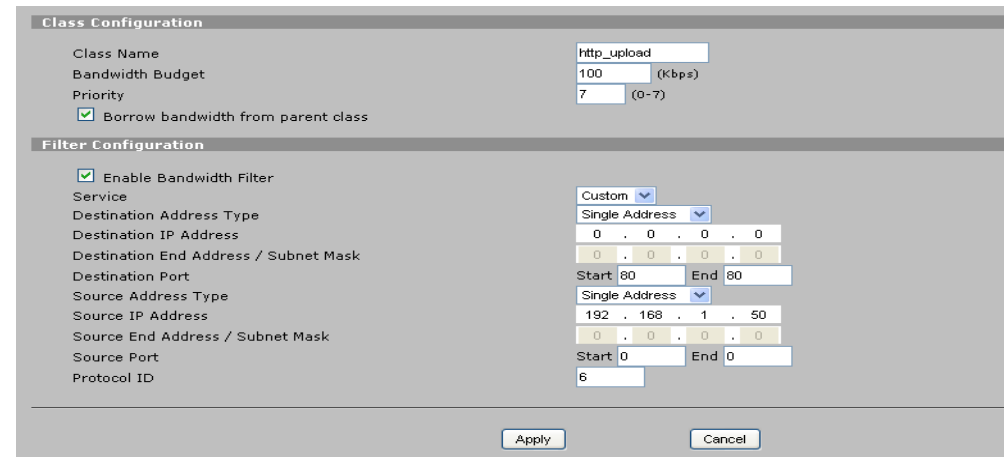 Class Configuration
Class Name http_upload
Bandwidth Budget 100 (Kbps)
Priority 7 (0-7)
Borrow bandwidth from parent class
Filter Configuration
Enable Bandwidth Filter
Service Custom
Destination Address Type Single Address
Destination IP Address 0 . 0 . 0 . 0
Destination End Address / Subnet Mask 0 . 0 . 0 . 0
Destination Port Start 80 End 80
Source Address Type Single Address
Source IP Address 192 . 168 . 1 . 50
Source End Address / Subnet Mask 0 . 0 . 0 . 0
Source Port Start 0 End 0
Protocol ID 6
Apply Cancel